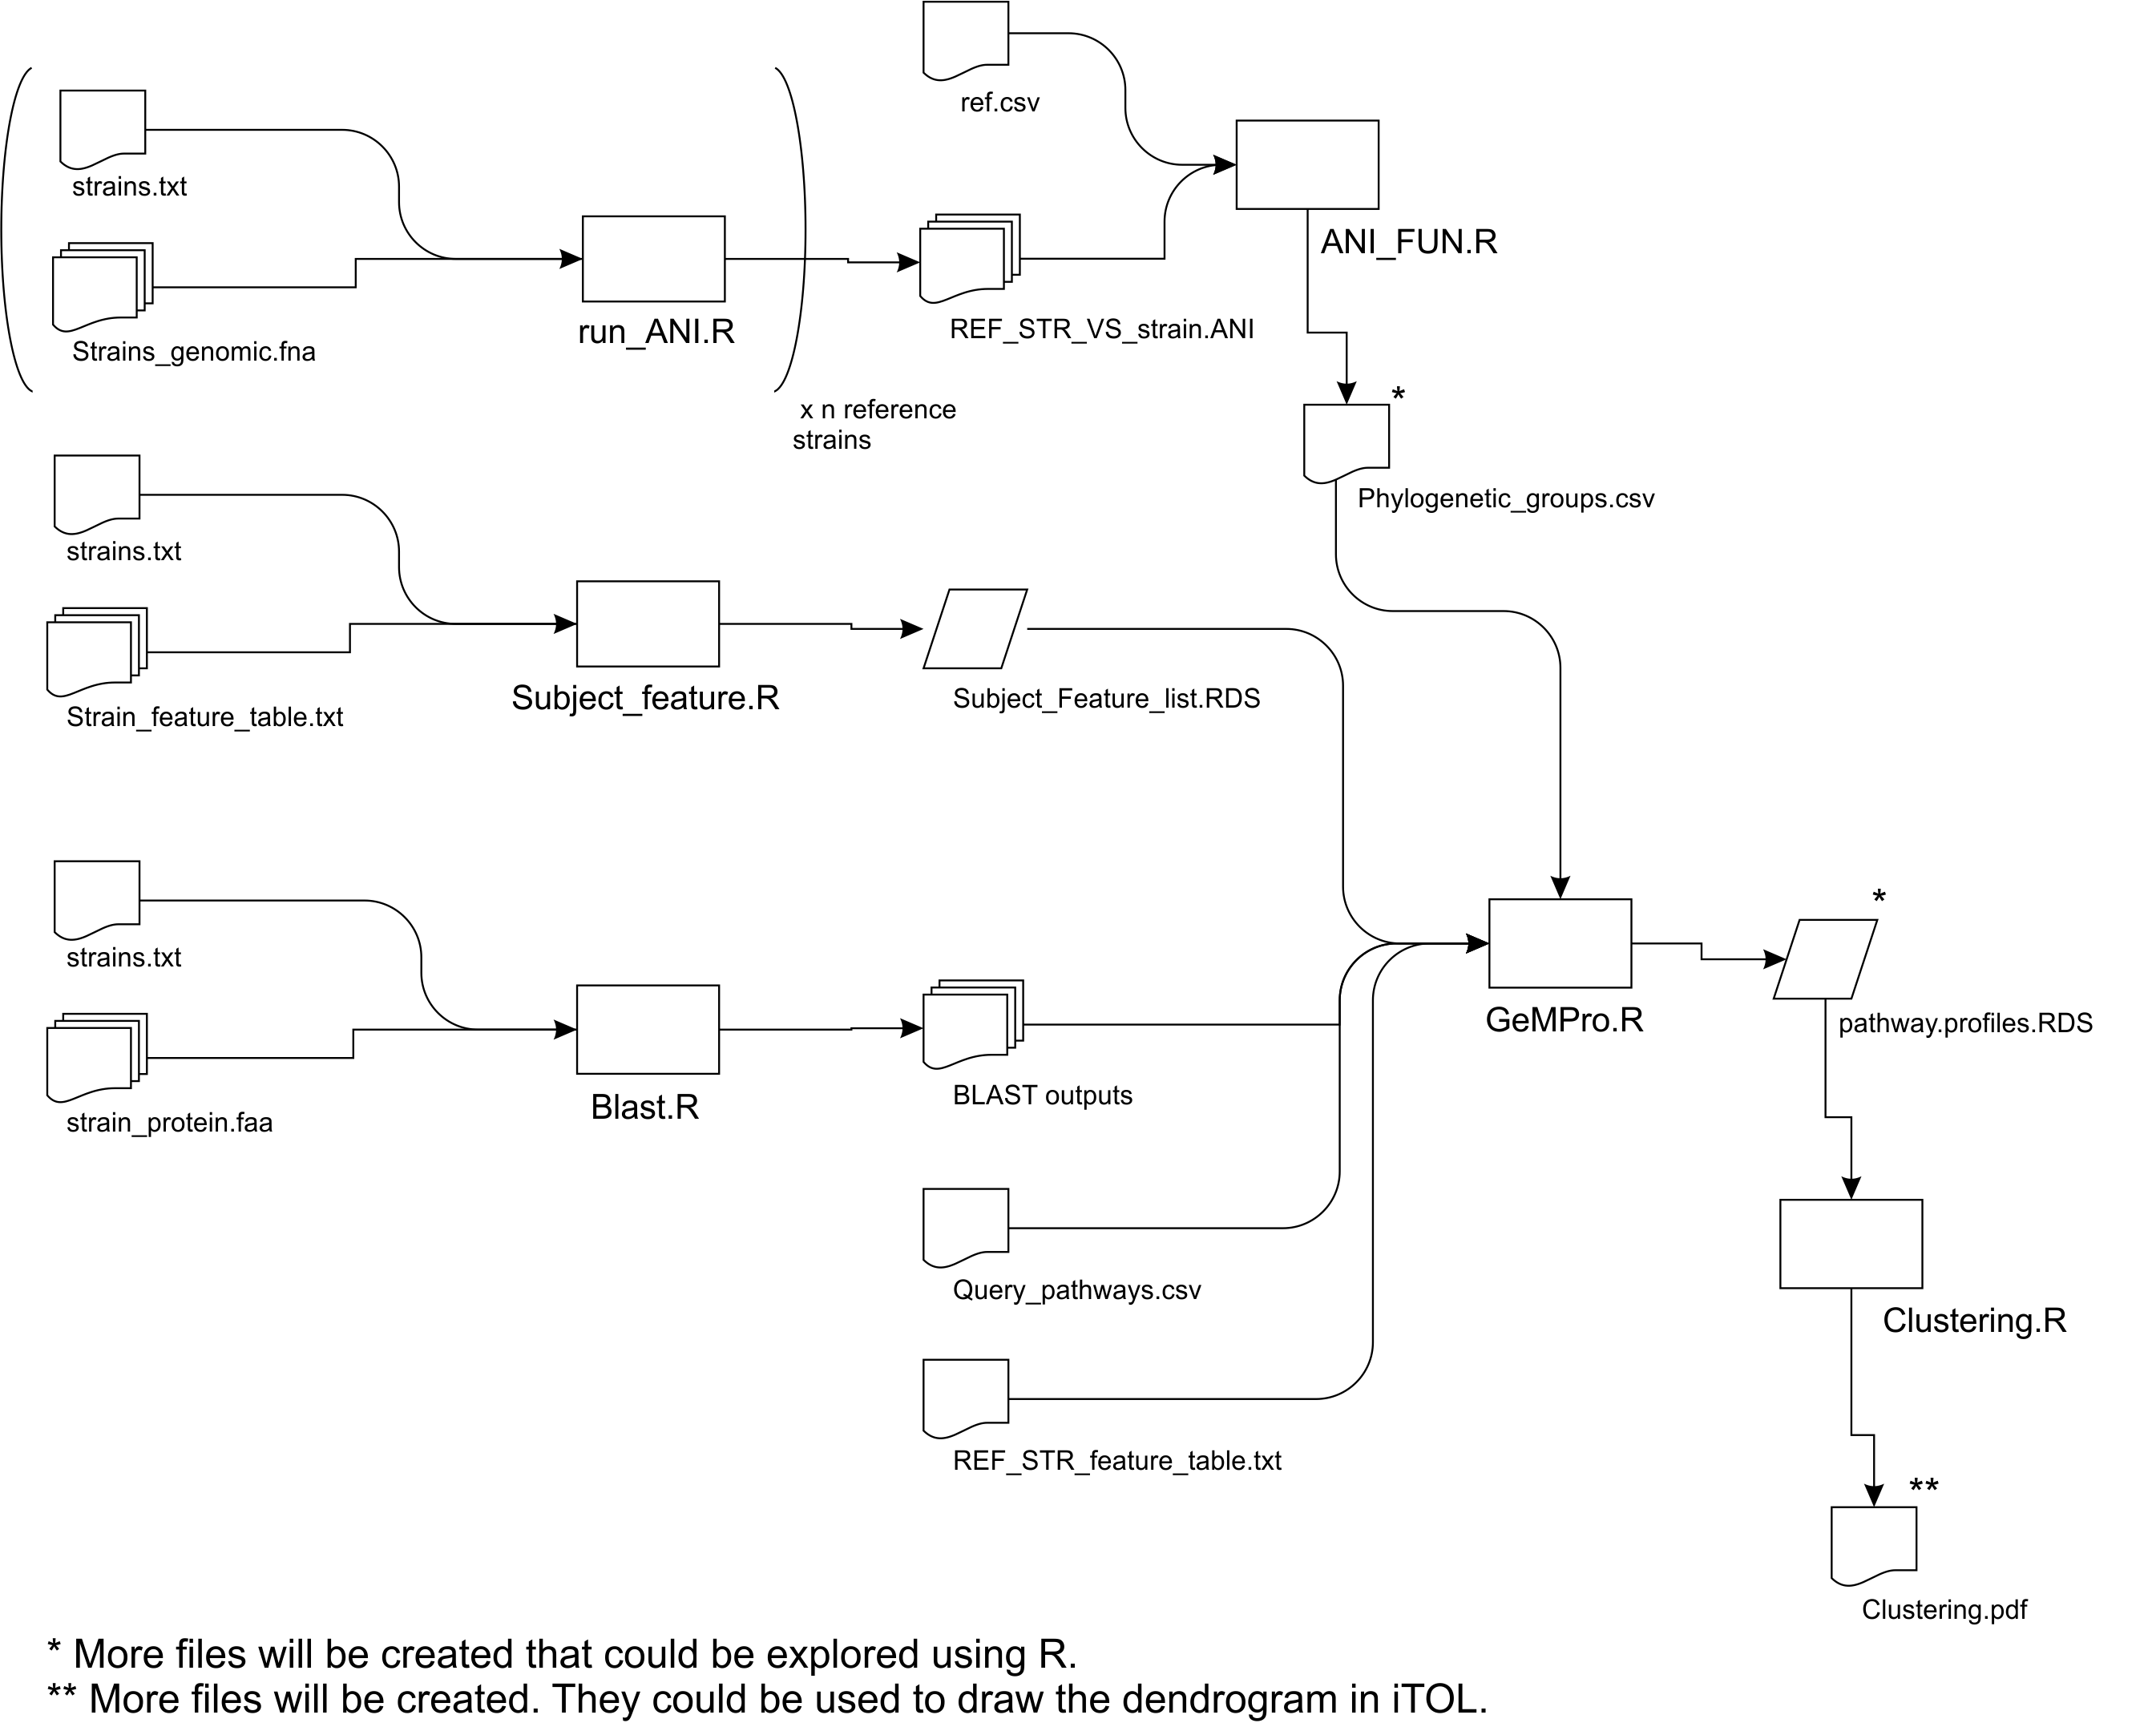 ref.csv
strains.txt
ANI_FUN.R
run_ANI.R
REF_STR_VS_strain.ANI
Strains_genomic.fna
x n reference
strains
*
Phylogenetic_groups.csv
strains.txt
Subject_feature.R
Subject_Feature_list.RDS
Strain_feature_table.txt
*
strains.txt
GeMPro.R
pathway.profiles.RDS
BLAST outputs
Blast.R
strain_protein.faa
Query_pathways.csv
Clustering.R
REF_STR_feature_table.txt
**
Clustering.pdf
* More files will be created that could be explored using R.
** More files will be created. They could be used to draw the dendrogram in iTOL.